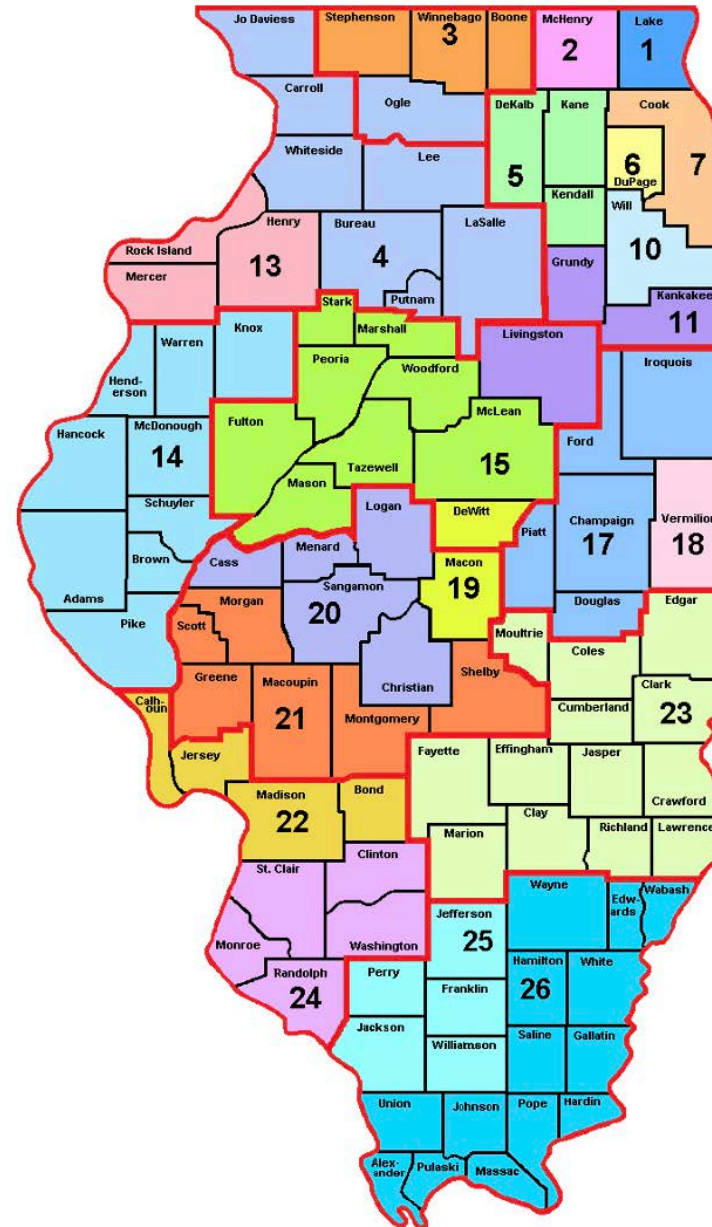 Jo Daviess
Stephenson
Winnebago
Boone
McHenry
Lake
3
2
1
Carroll
Ogle
DeKalb
Kane
Cook
Whiteside
Lee
5
6
7
DuPage
Kendall
Will
Rock Island
Henry
Bureau
LaSalle
13
4
10
Mercer
Putnam
Grundy
Kankakee
11
Stark
Knox
Warren
Marshall
Livingston
Peoria
Woodford
Iroquois
Hend-
erson
McLean
Hancock
McDonough
Fulton
Ford
14
Tazewell
15
Mason
Schuyler
Logan
DeWitt
Champaign
Vermilion
Piatt
17
18
Menard
Macon
Brown
Cass
Sangamon
20
19
Adams
Morgan
Douglas
Edgar
Pike
Scott
Moultrie
Coles
Shelby
Greene
Macoupin
Christian
Clark
Calh-
oun
21
Montgomery
Cumberland
23
Jersey
Fayette
Effingham
Jasper
Madison
Bond
22
Crawford
Clay
Marion
Richland
Lawrence
Clinton
St. Clair
Wayne
Edw-
ards
Wabash
Jefferson
25
Monroe
Washington
Hamilton
White
26
Randolph
24
Perry
Franklin
Jackson
Williamson
Saline
Gallatin
Union
Johnson
Pope
Hardin
Alex-
ander
Pulaski
Massac